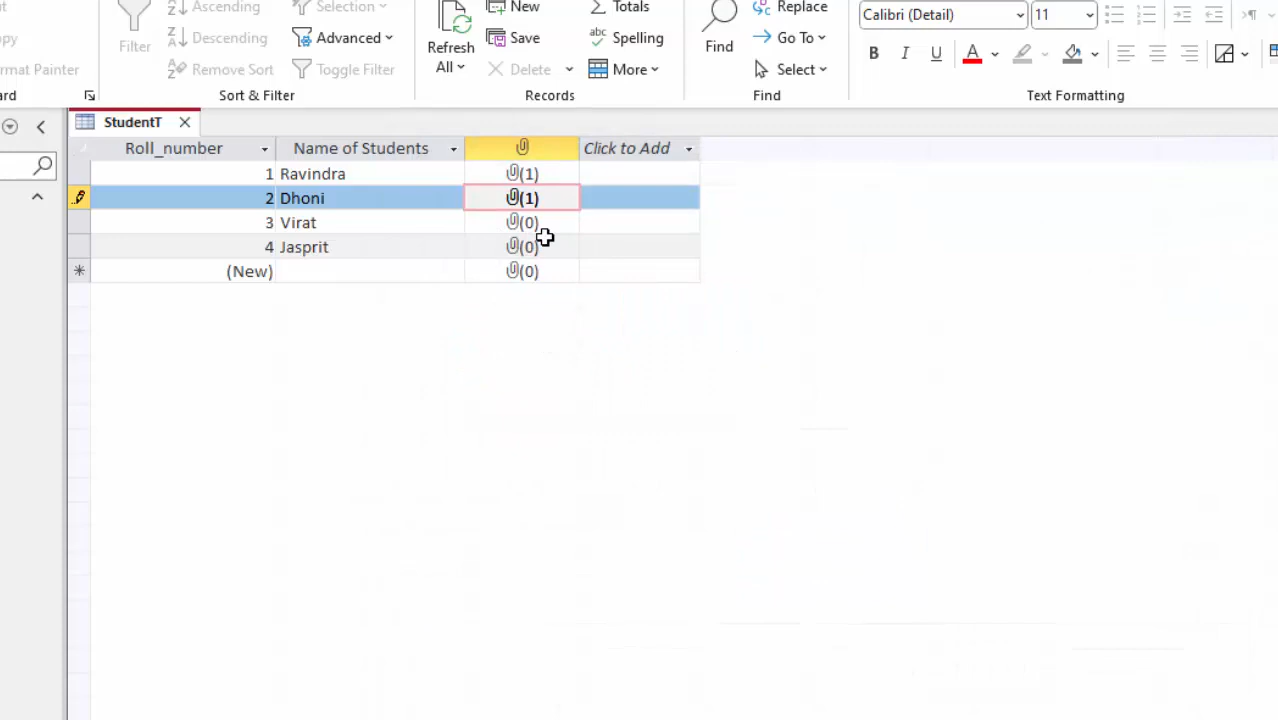 Ascending
Selection
New
Totals
Replace
Calibri (Detail)
11
Filter
Descending
Advanced
Refresh
All
Save
Spelling
Find
Go To
B I U A
Format Painter
Remove Sort
Toggle Filter
Delete
More
Select
Sort & Filter
Records
Find
Text Formatting
StudentT
Roll_number Name of Students Click to Add
1 Ravindra (1)
2 Dhoni (1)
3 Virat (0)
4 Jasprit (0)
(New) (0)